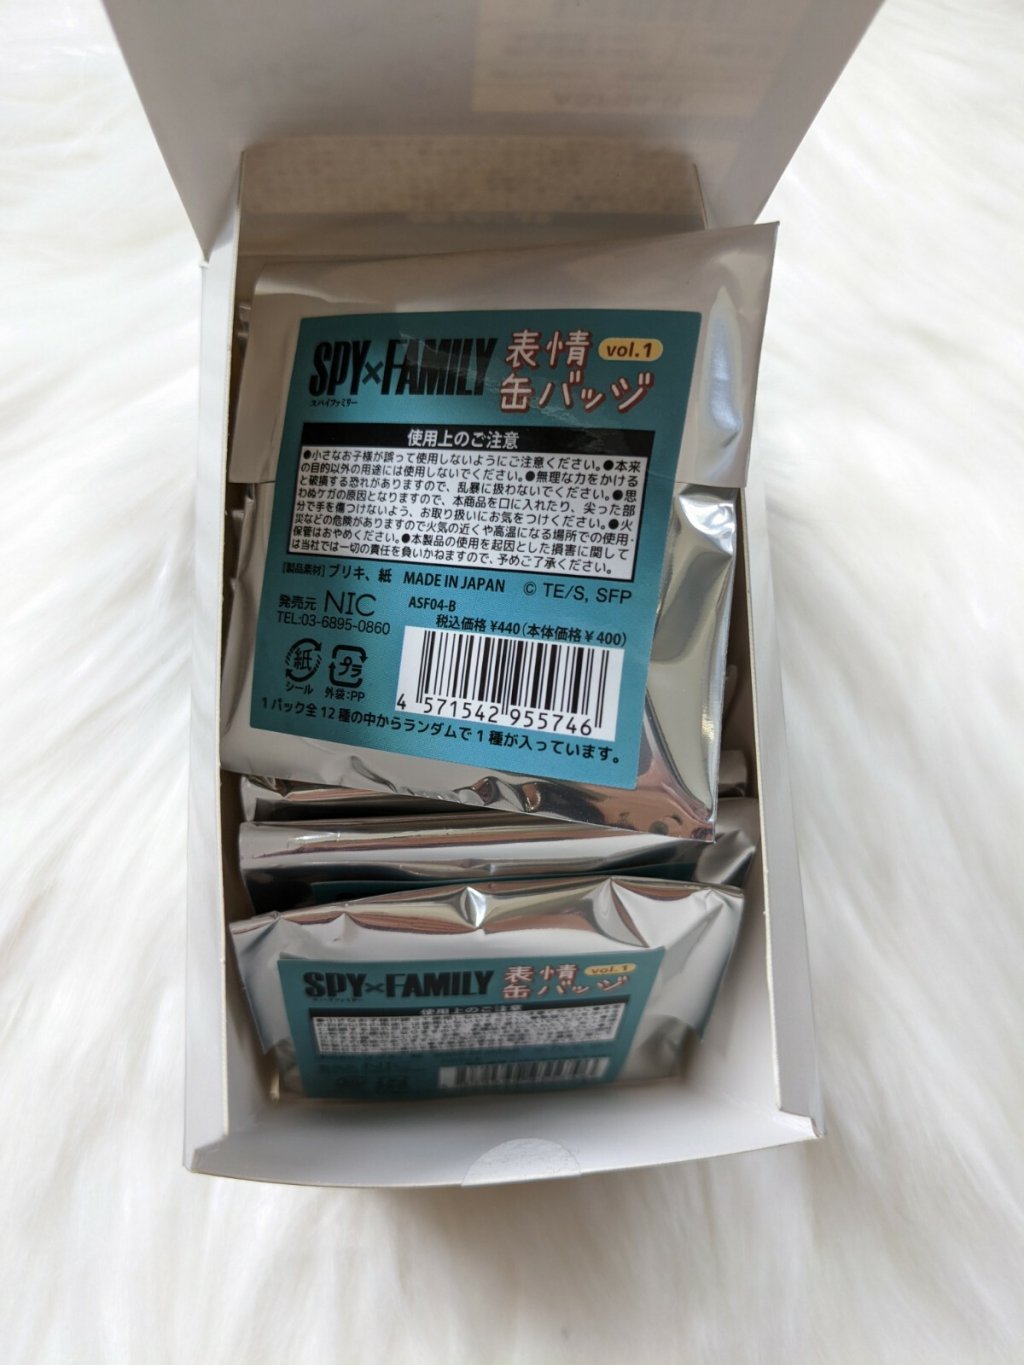 SPY×FAMILY 表情 vol.1
スパイファミリー 缶バッジ
使用上のご注意
●小さなお子様が誤って使用しないようにご注意ください。●本来
の目的以外の用途には使用しないでください。●無理な力をかける
と破損する恐れがありますので、乱暴に扱わないでください。●思
わぬケガの原因となりますので、本商品を口に入れたり、尖った部
分で手を傷つけないよう、お取り扱いにお気をつけください。●火
災などの危険がありますので火気の近くや高温になる場所での使用・
保管はおやめください。●本製品の使用を起因とした損害に関して
は当社では一切の責任を負いかねますので、予めご了承ください。
[製品素材] ブリキ、紙 MADE IN JAPAN © TE/S, SFP
発売元 NIC ASF04-B
TEL:03-6895-0860 税込価格 ¥440(本体価格 ¥400)
紙 プラ
シール 外袋:PP
4 571542 955746
1パック全12種の中からランダムで1種が入っています。
SPY×FAMILY 表情 vol.1
スパイファミリー 缶バッジ
使用上のご注意
NIC